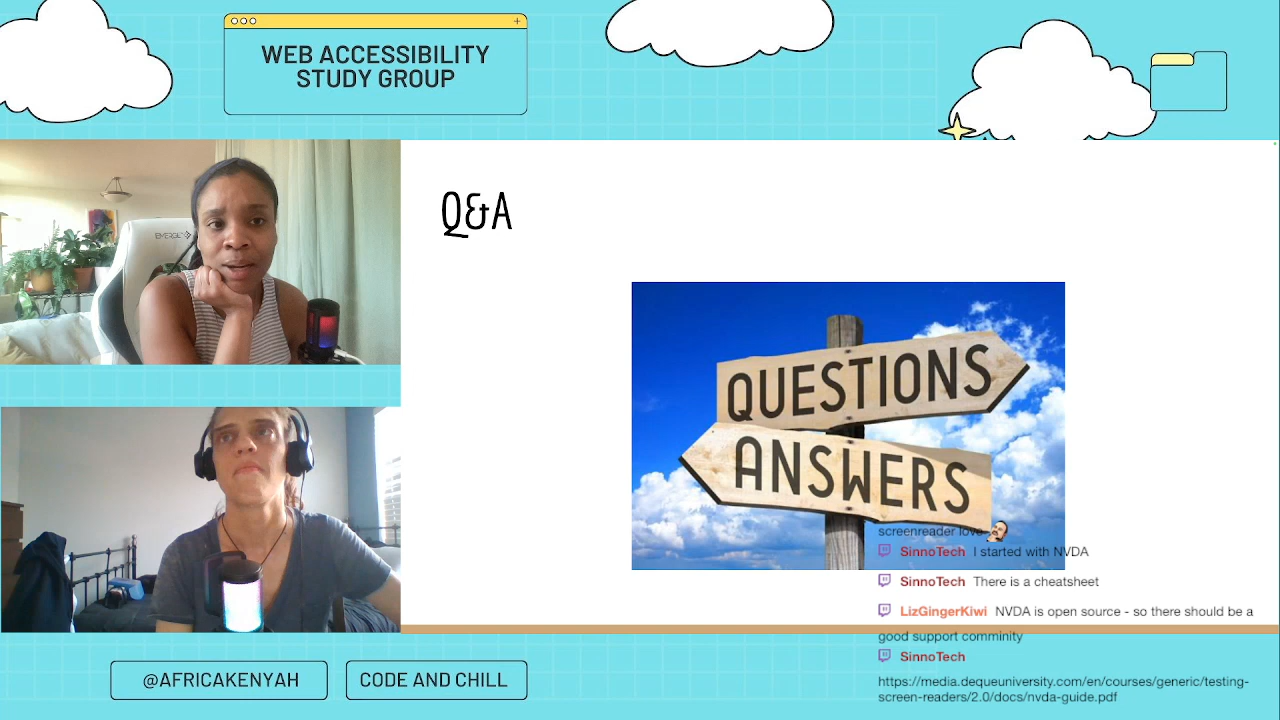 WEB ACCESSIBILITY
STUDY GROUP
Q&A
QUESTIONS
ANSWERS
screenreader love
SinnoTech I started with NVDA
SinnoTech There is a cheatsheet
LizGingerKiwi NVDA is open source - so there should be a
good support comminity
SinnoTech
https://media.dequeuniversity.com/en/courses/generic/testing-
screen-readers/2.0/docs/nvda-guide.pdf
@AFRICAKENYAH
CODE AND CHILL